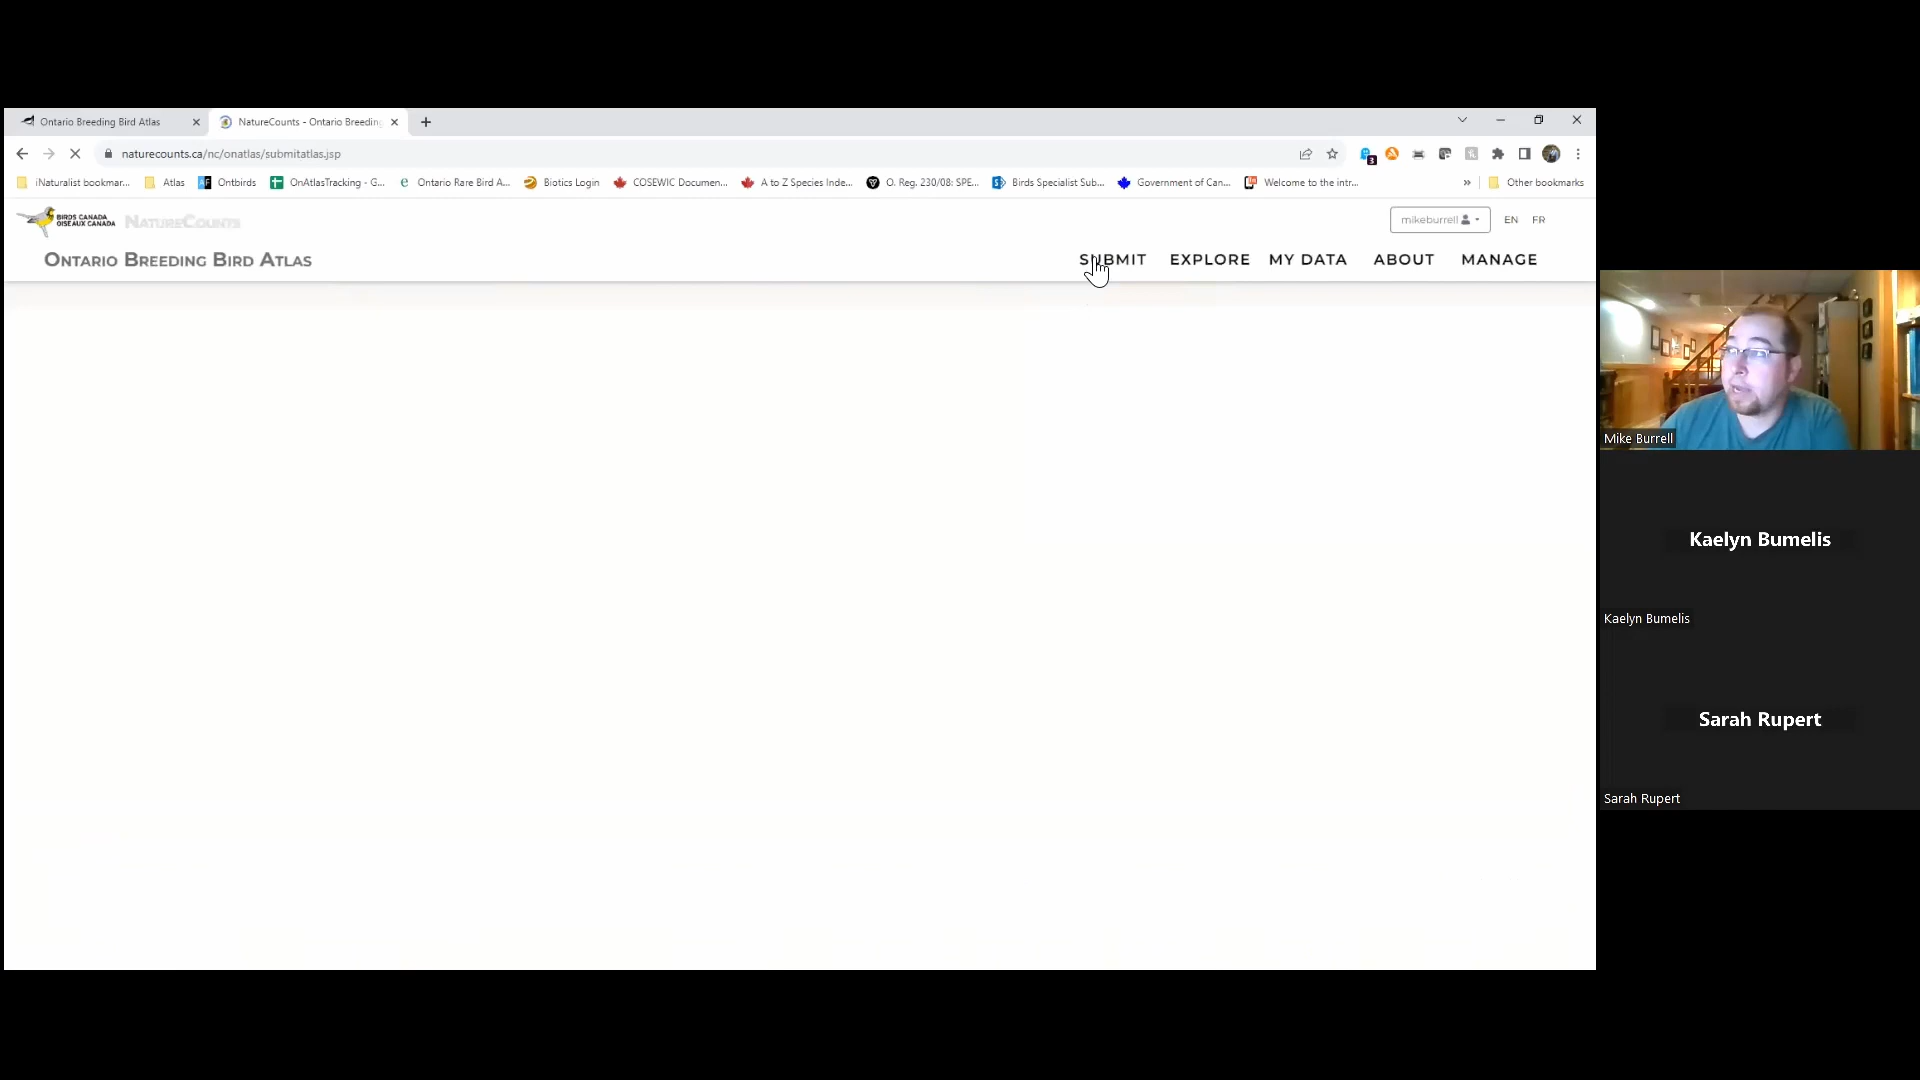 Ontario Breeding Bird Atlas
NatureCounts - Ontario Breeding
naturecounts.ca/nc/onatlas/submitatlas.jsp
3
iNaturalist bookmar...
Atlas
Ontbirds
OnAtlasTracking - G...
Ontario Rare Bird A...
Biotics Login
COSEWIC Documen...
A to Z Species Inde...
O. Reg. 230/08: SPE...
Birds Specialist Sub...
Government of Can...
Welcome to the intr...
»
Other bookmarks
BIRDS CANADA
OISEAUX CANADA
NATURECOUNTS
mikeburrell
EN
FR
ONTARIO BREEDING BIRD ATLAS
SUBMIT
EXPLORE
MY DATA
ABOUT
MANAGE
Mike Burrell
Kaelyn Bumelis
Kaelyn Bumelis
Sarah Rupert
Sarah Rupert